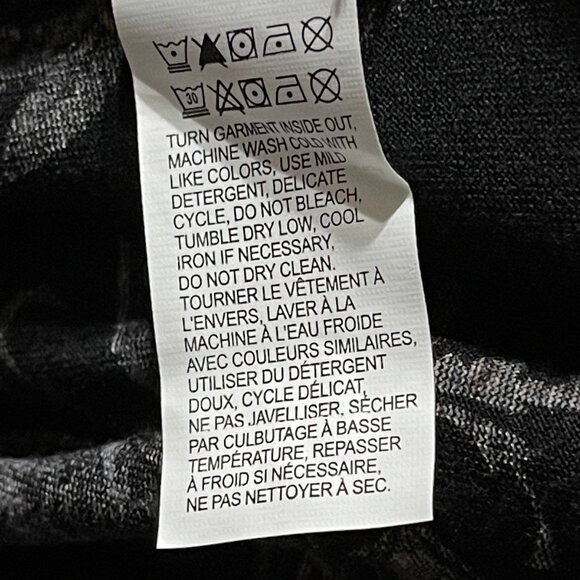 30
TURN GARMENT INSIDE OUT,
MACHINE WASH COLD WITH
LIKE COLORS, USE MILD
DETERGENT, DELICATE
CYCLE, DO NOT BLEACH,
TUMBLE DRY LOW, COOL
IRON IF NECESSARY,
DO NOT DRY CLEAN.
TOURNER LE VÊTEMENT À
L'ENVERS, LAVER À LA
MACHINE À L'EAU FROIDE
AVEC COULEURS SIMILAIRES,
UTILISER DU DÉTERGENT
DOUX, CYCLE DÉLICAT,
NE PAS JAVELLISER, SÉCHER
PAR CULBUTAGE À BASSE
TEMPÉRATURE, REPASSER
À FROID SI NÉCESSAIRE,
NE PAS NETTOYER À SEC.